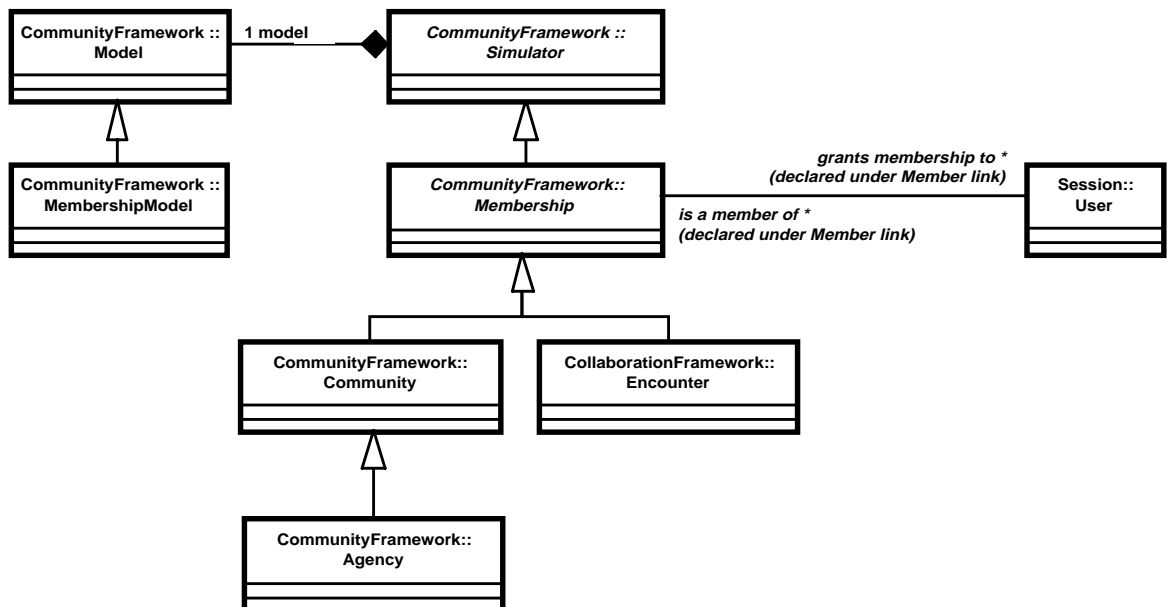 CommunityFramework ::
Model
1 model
CommunityFramework ::
Simulator
CommunityFramework ::
MembershipModel
CommunityFramework::
Membership
grants membership to *
(declared under Member link)
is a member of *
(declared under Member link)
Session::
User
CommunityFramework::
Community
CollaborationFramework::
Encounter
CommunityFramework::
Agency